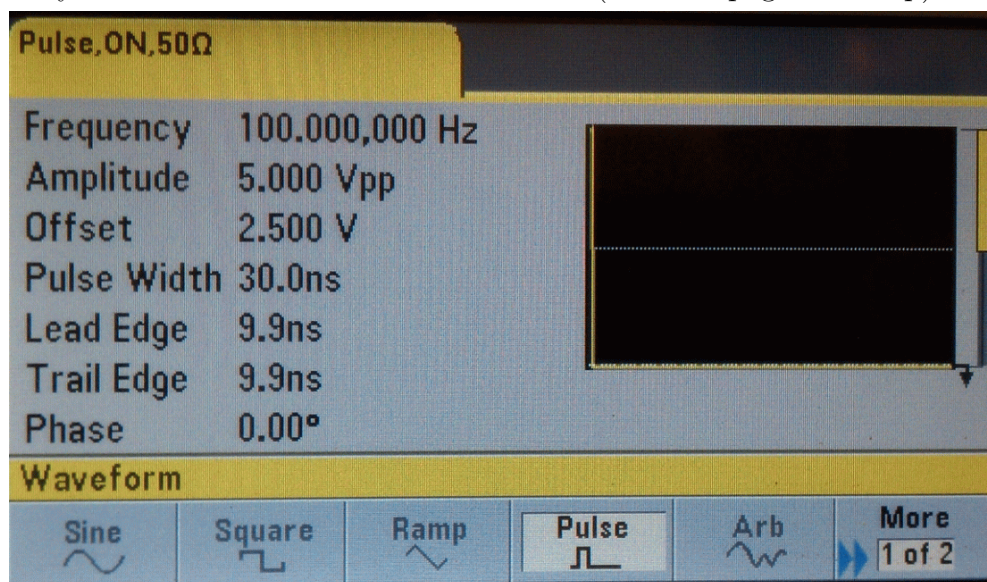 Pulse,ON,50Ω
Frequency 100.000,000 Hz
Amplitude 5.000 Vpp
Offset 2.500 V
Pulse Width 30.0ns
Lead Edge 9.9ns
Trail Edge 9.9ns
Phase 0.00°
Waveform
Sine Square Ramp Pulse Arb More
1 of 2